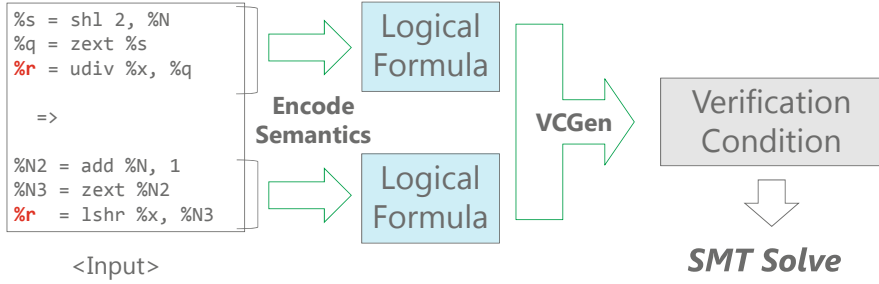 %s = shl 2, %N
%q = zext %s
%r = udiv %x, %q
=>
%N2 = add %N, 1
%N3 = zext %N2
%r = lshr %x, %N3
<Input>
Encode
Semantics
Logical
Formula
Logical
Formula
VCGen
Verification
Condition
SMT Solve